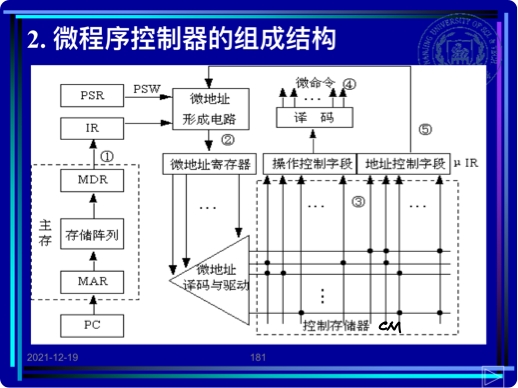 2. 微程序控制器的组成结构
PSR
PSW
IR
①
MDR
主存
存储阵列
MAR
PC
微地址
形成电路
②
微地址寄存器
…
微地址
译码与驱动
微命令 ④
…
译 码
⑤
操作控制字段
地址控制字段
μIR
③
…
…
⋮
控制存储器 CM
2021-12-19
181